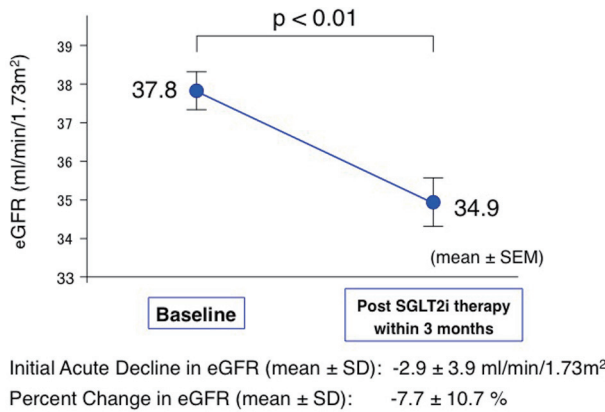 p < 0.01
eGFR (ml/min/1.73m²)
39
38
37
36
35
34
33
37.8
34.9
(mean ± SEM)
Baseline
Post SGLT2i therapy
within 3 months
Initial Acute Decline in eGFR (mean ± SD): -2.9 ± 3.9 ml/min/1.73m²
Percent Change in eGFR (mean ± SD): -7.7 ± 10.7 %